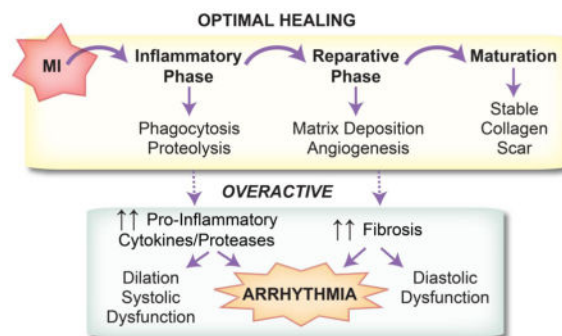 OPTIMAL HEALING
MI
Inflammatory
Phase
Reparative
Phase
Maturation
Phagocytosis
Proteolysis
Matrix Deposition
Angiogenesis
Stable
Collagen
Scar
OVERACTIVE
↑↑ Pro-Inflammatory
Cytokines/Proteases
↑↑ Fibrosis
Dilation
Systolic
Dysfunction
ARRHYTHMIA
Diastolic
Dysfunction